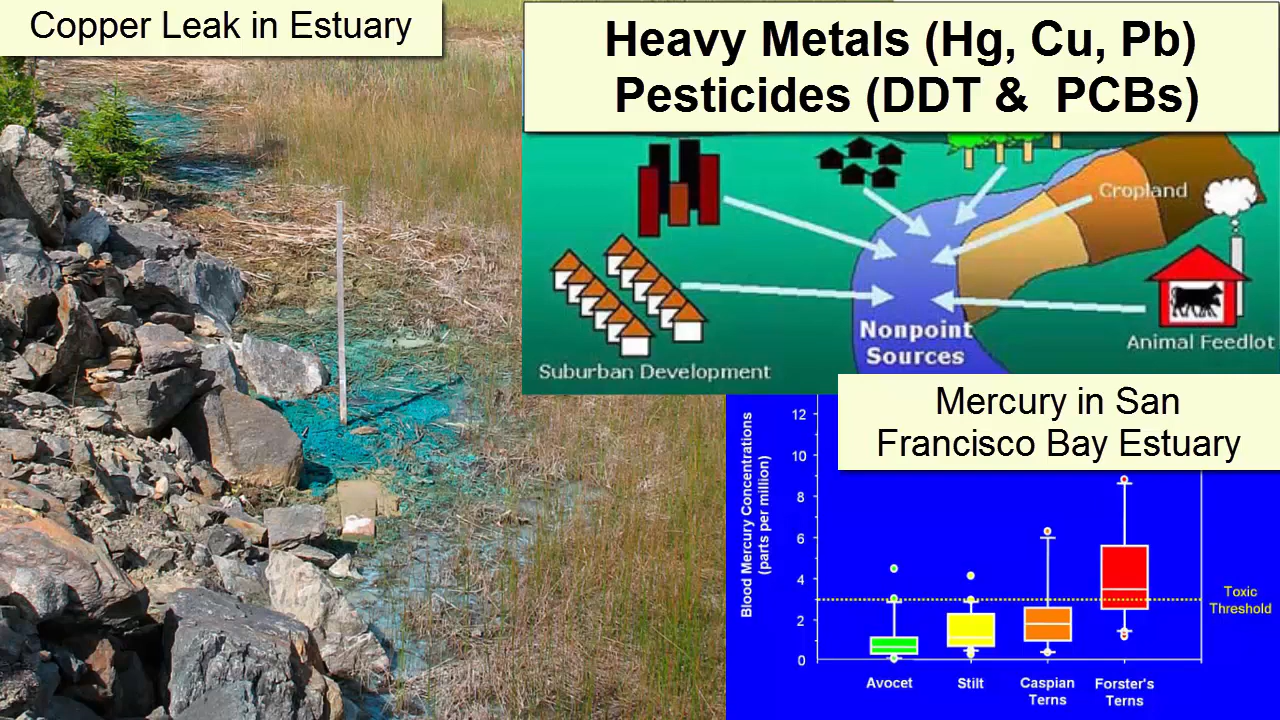 Copper Leak in Estuary
Heavy Metals (Hg, Cu, Pb)
Pesticides (DDT & PCBs)
Cropland
Nonpoint
Sources
Animal Feedlot
Suburban Development
Mercury in San
Francisco Bay Estuary
Blood Mercury Concentrations
(parts per million)
12
10
8
6
4
2
0
Toxic
Threshold
Avocet
Stilt
Caspian
Terns
Forster's
Terns